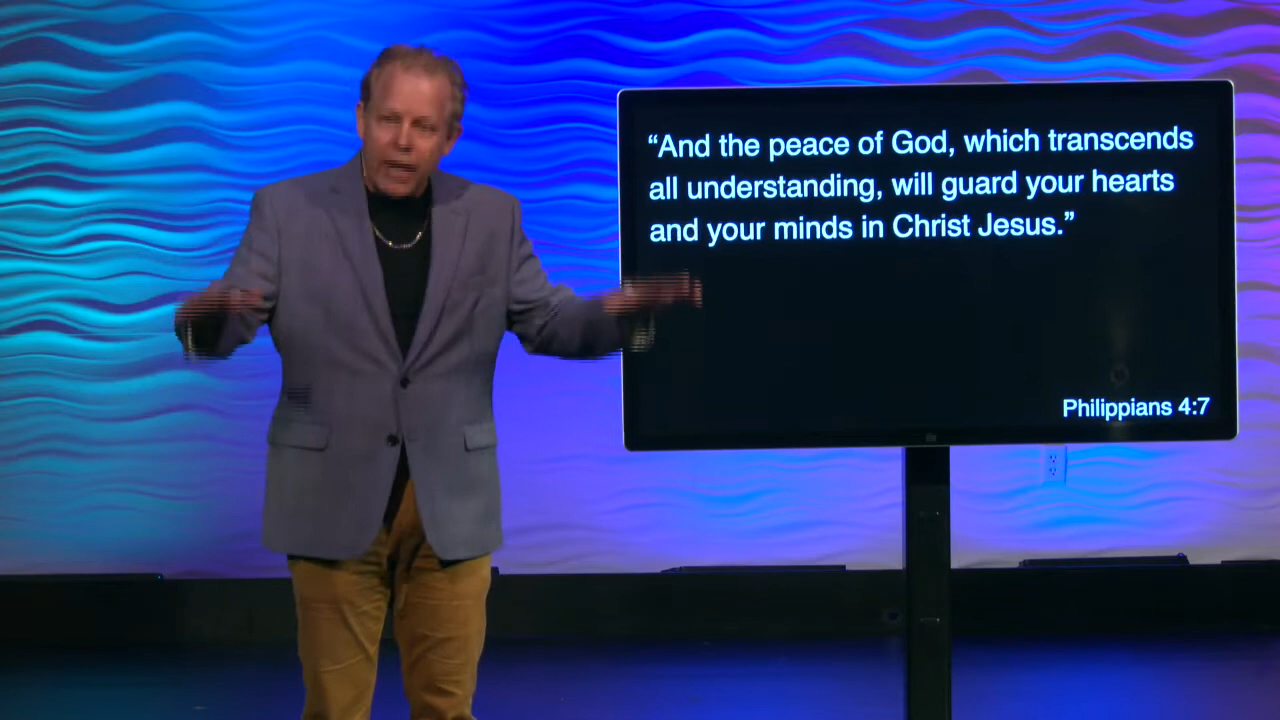 “And the peace of God, which transcends
all understanding, will guard your hearts
and your minds in Christ Jesus.”
Philippians 4:7